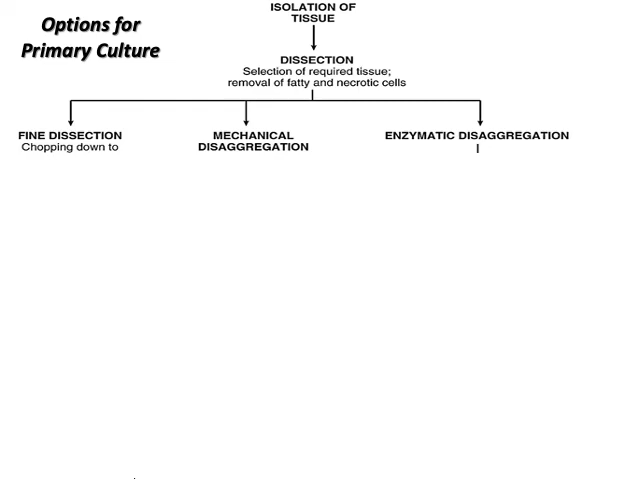 Options for
Primary Culture
ISOLATION OF
TISSUE
DISSECTION
Selection of required tissue;
removal of fatty and necrotic cells
FINE DISSECTION
Chopping down to
MECHANICAL
DISAGGREGATION
ENZYMATIC DISAGGREGATION